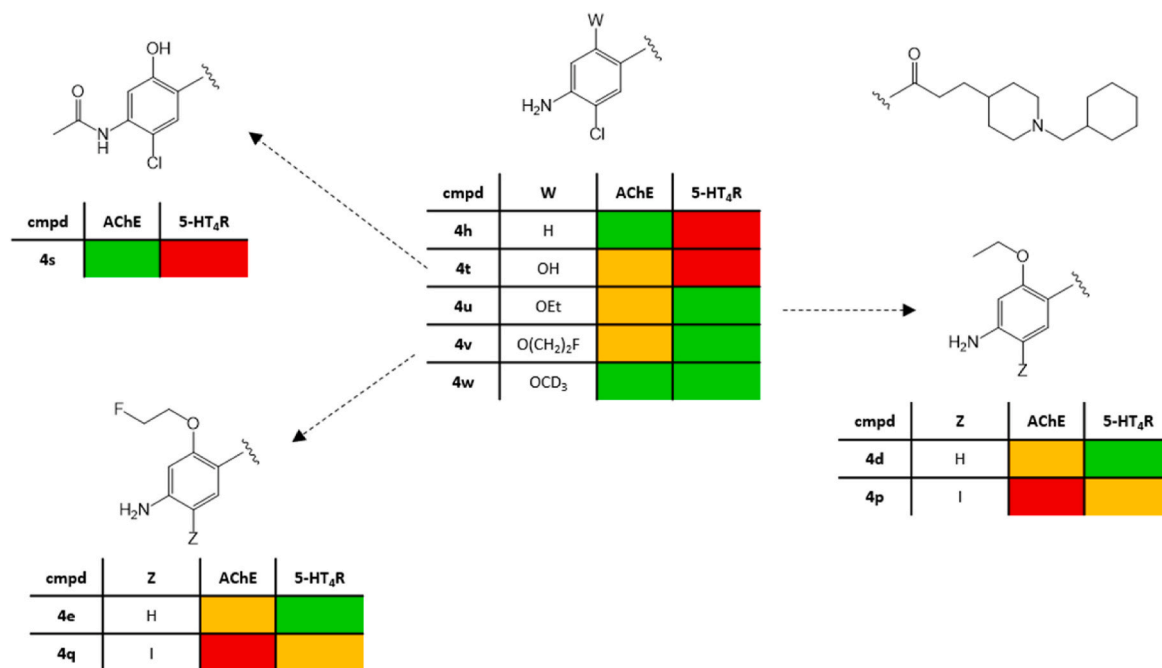 OH
O
N
H
Cl
cmpd AChE 5-HT₄R
4s
W
H₂N
Cl
cmpd W AChE 5-HT₄R
4h H
4t OH
4u OEt
4v O(CH₂)₂F
4w OCD₃
O
N
O
H₂N
Z
cmpd Z AChE 5-HT₄R
4d H
4p I
F
O
H₂N
Z
cmpd Z AChE 5-HT₄R
4e H
4q I